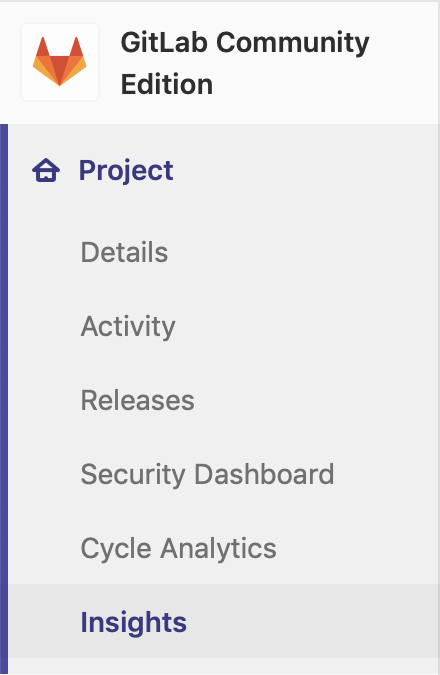 GitLab Community
Edition
Project
Details
Activity
Releases
Security Dashboard
Cycle Analytics
Insights